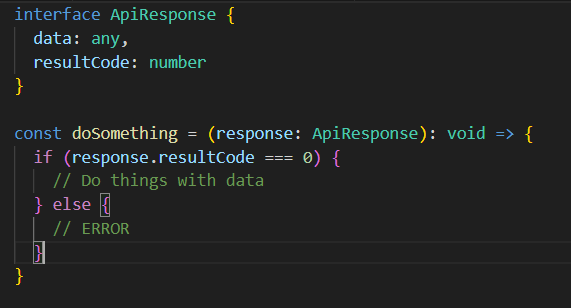 interface ApiResponse {
  data: any,
  resultCode: number
}

const doSomething = (response: ApiResponse): void => {
  if (response.resultCode === 0) {
    // Do things with data
  } else {
    // ERROR
  }
}